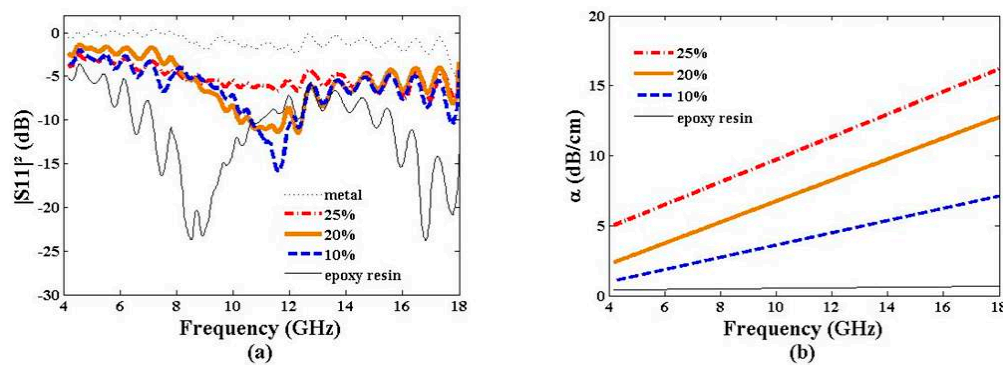 |S11|² (dB)
0
-5
-10
-15
-20
-25
-30
metal
25%
20%
10%
epoxy resin
4 6 8 10 12 14 16 18
Frequency (GHz)
(a)
α (dB/cm)
20
15
10
5
0
25%
20%
10%
epoxy resin
4 6 8 10 12 14 16 18
Frequency (GHz)
(b)